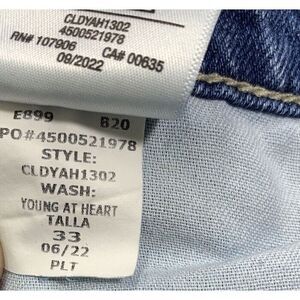 CLDYAH1302
4500521978
RN# 107906 CA# 00635
09/2022
E899 B20
PO#4500521978
STYLE:
CLDYAH1302
WASH:
YOUNG AT HEART
TALLA
33
06/22
PLT